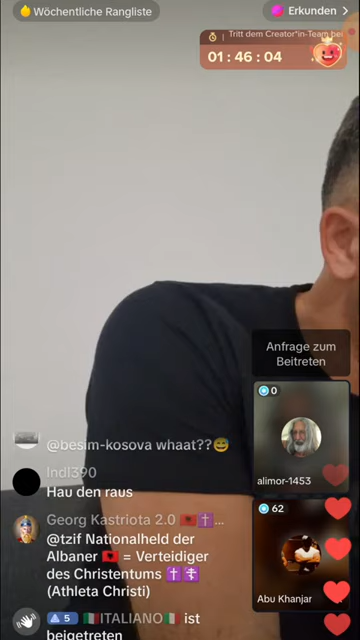 Wöchentliche Rangliste
Erkunden
Tritt dem Creator*in-Team bei
01 : 46 : 04
Anfrage zum
Beitreten
0
@besim-kosova whaat??😅
alimor-1453
lndl390
Hau den raus
62
Georg Kastriota 2.0 🇦🇱✝️...
@tzif Nationalheld der
Albaner 🇦🇱 = Verteidiger
des Christentums ✝️☦️
(Athleta Christi)
Abu Khanjar
5 🇮🇹ITALIANO🇮🇹 ist
beigetreten